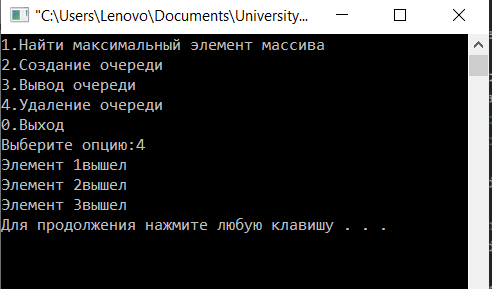 "C:\Users\Lenovo\Documents\University...
1.Найти максимальный элемент массива
2.Создание очереди
3.Вывод очереди
4.Удаление очереди
0.Выход
Выберите опцию:4
Элемент 1вышел
Элемент 2вышел
Элемент 3вышел
Для продолжения нажмите любую клавишу . . .